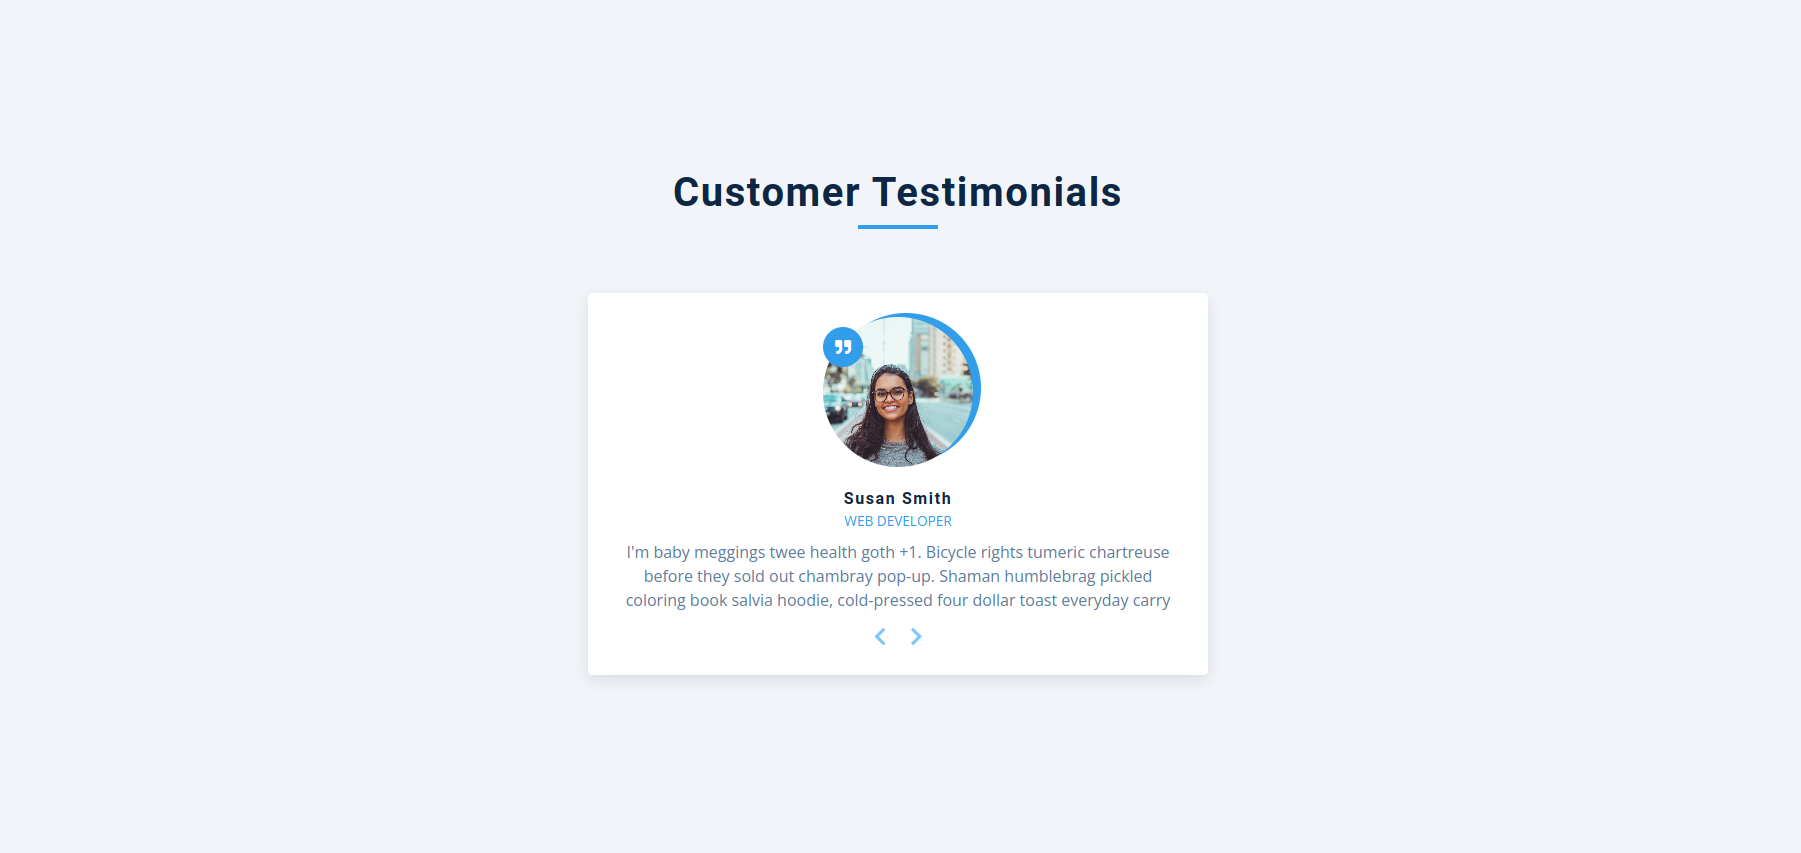 Customer Testimonials
Susan Smith
WEB DEVELOPER
I'm baby meggings twee health goth +1. Bicycle rights tumeric chartreuse
before they sold out chambray pop-up. Shaman humblebrag pickled
coloring book salvia hoodie, cold-pressed four dollar toast everyday carry